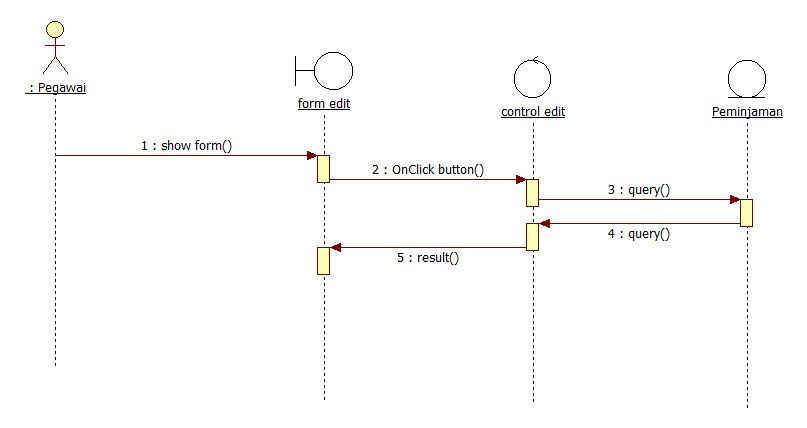 : Pegawai
form edit
control edit
Peminjaman
1 : show form()
2 : OnClick button()
3 : query()
4 : query()
5 : result()